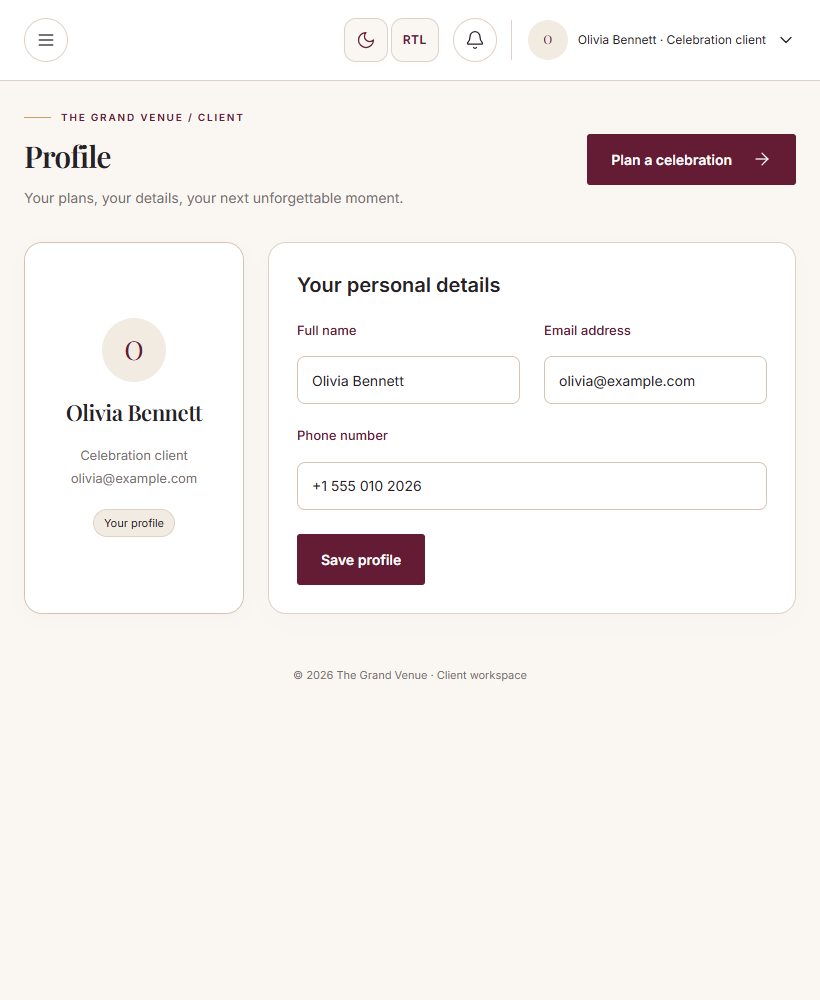 RTL
O
Olivia Bennett · Celebration client
THE GRAND VENUE / CLIENT
Profile
Your plans, your details, your next unforgettable moment.
Plan a celebration
O
Olivia Bennett
Celebration client
olivia@example.com
Your profile
Your personal details
Full name
Email address
Olivia Bennett
olivia@example.com
Phone number
+1 555 010 2026
Save profile
© 2026 The Grand Venue · Client workspace